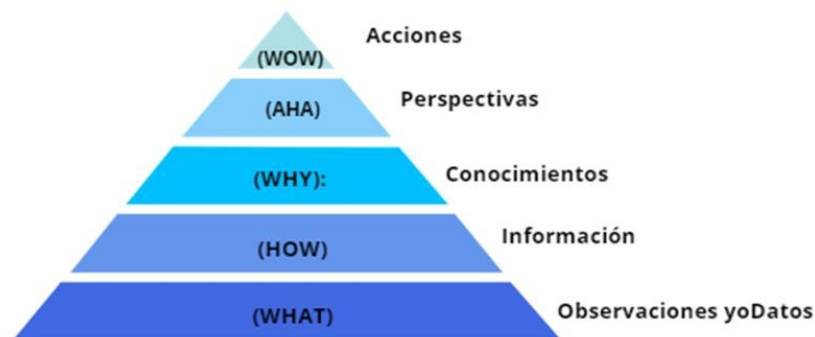 Acciones
(WOW)
Perspectivas
(AHA)
Conocimientos
(WHY):
Información
(HOW)
Observaciones yoDatos
(WHAT)